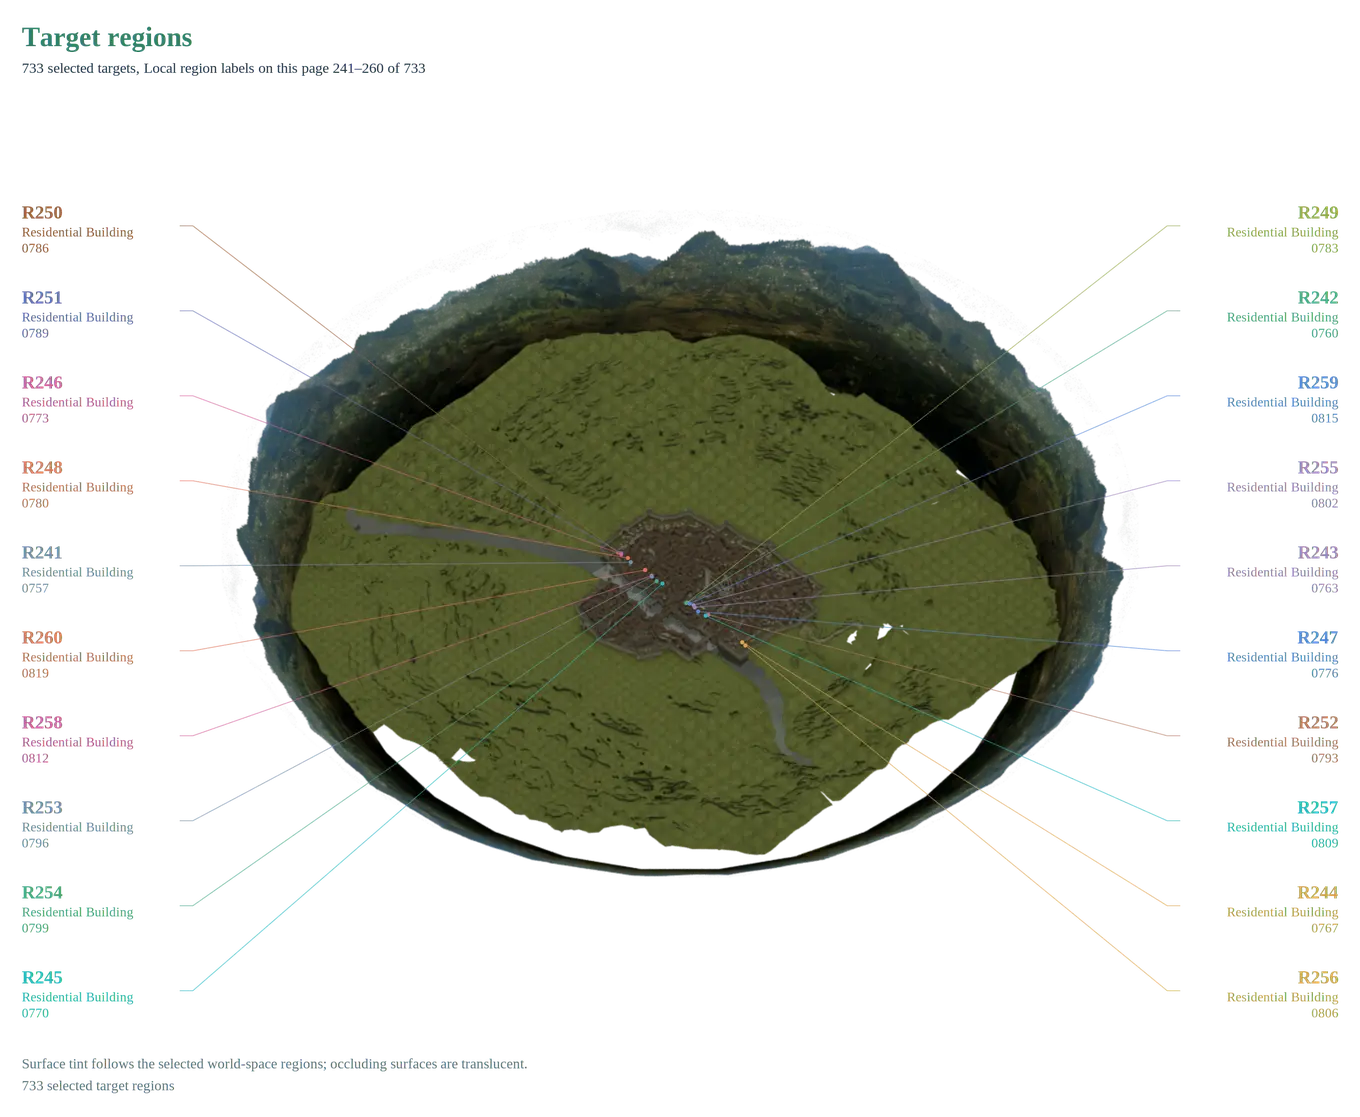 Target regions
733 selected targets, Local region labels on this page 241–260 of 733
R250
Residential Building
0786
R251
Residential Building
0789
R246
Residential Building
0773
R248
Residential Building
0780
R241
Residential Building
0757
R260
Residential Building
0819
R258
Residential Building
0812
R253
Residential Building
0796
R254
Residential Building
0799
R245
Residential Building
0770
R249
Residential Building
0783
R242
Residential Building
0760
R259
Residential Building
0815
R255
Residential Building
0802
R243
Residential Building
0763
R247
Residential Building
0776
R252
Residential Building
0793
R257
Residential Building
0809
R244
Residential Building
0767
R256
Residential Building
0806
Surface tint follows the selected world-space regions; occluding surfaces are translucent.
733 selected target regions